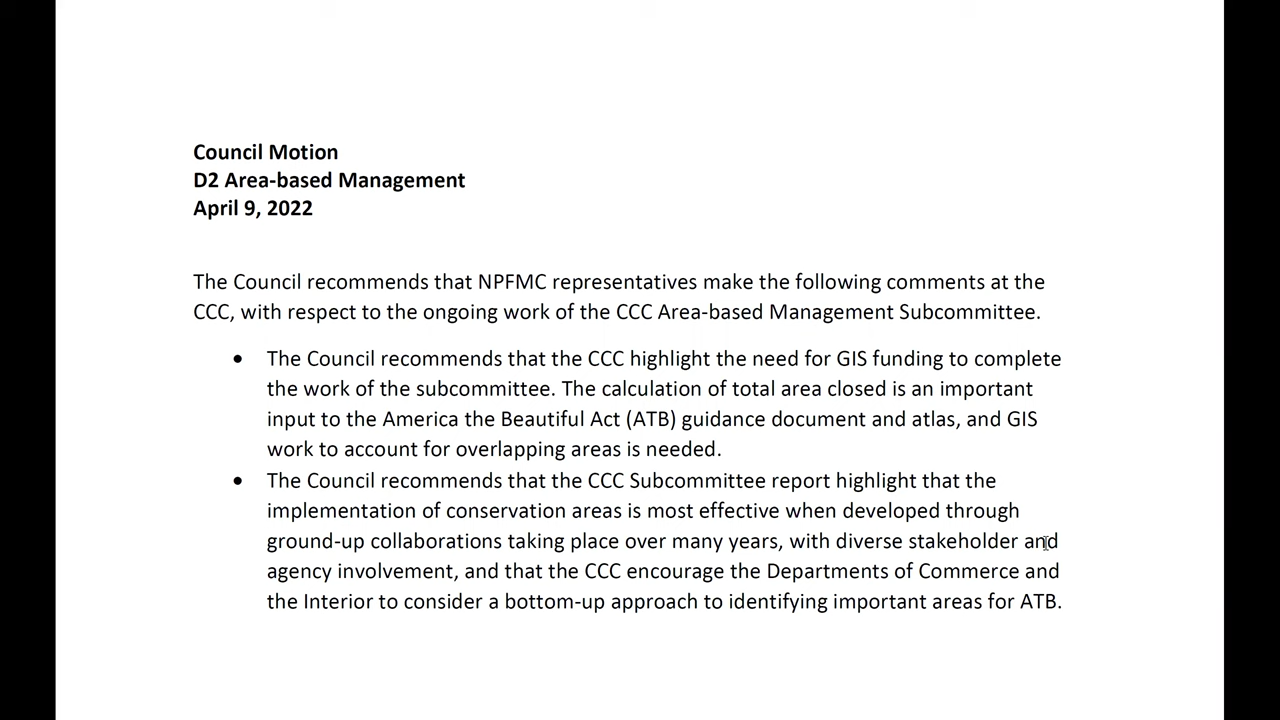 Council Motion
D2 Area-based Management
April 9, 2022
The Council recommends that NPFMC representatives make the following comments at the
CCC, with respect to the ongoing work of the CCC Area-based Management Subcommittee.
• The Council recommends that the CCC highlight the need for GIS funding to complete
the work of the subcommittee. The calculation of total area closed is an important
input to the America the Beautiful Act (ATB) guidance document and atlas, and GIS
work to account for overlapping areas is needed.
• The Council recommends that the CCC Subcommittee report highlight that the
implementation of conservation areas is most effective when developed through
ground-up collaborations taking place over many years, with diverse stakeholder and
agency involvement, and that the CCC encourage the Departments of Commerce and
the Interior to consider a bottom-up approach to identifying important areas for ATB.